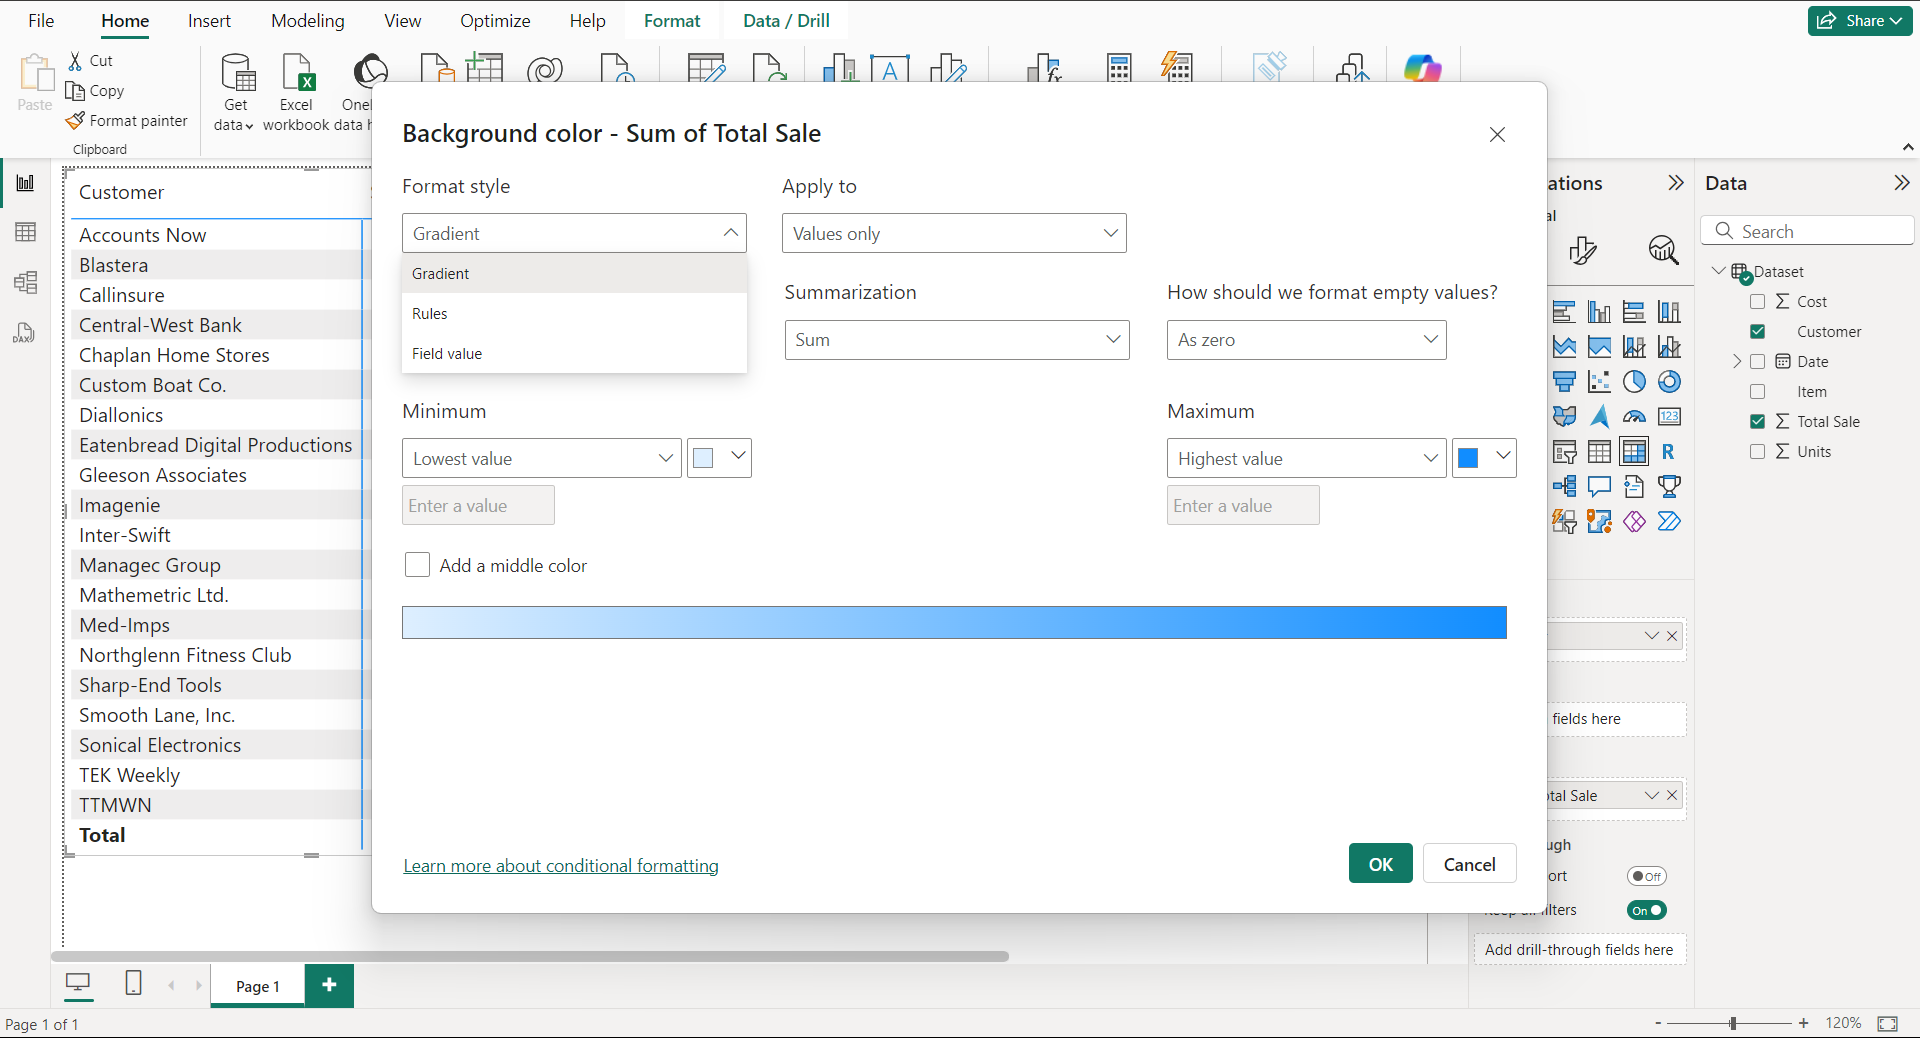 File Home Insert Modeling View Optimize Help Format Data / Drill Share
Paste
Cut
Copy
Format painter
Clipboard
Get data
Excel workbook
OneL
data h
Background color - Sum of Total Sale
Format style
Gradient
Gradient
Rules
Field value
Apply to
Values only
Summarization
Sum
How should we format empty values?
As zero
Minimum
Lowest value
Enter a value
Maximum
Highest value
Enter a value
Add a middle color
Learn more about conditional formatting
OK
Cancel
Customer
Accounts Now
Blastera
Callinsure
Central-West Bank
Chaplan Home Stores
Custom Boat Co.
Diallonics
Eatenbread Digital Productions
Gleeson Associates
Imagenie
Inter-Swift
Managec Group
Mathemetric Ltd.
Med-Imps
Northglenn Fitness Club
Sharp-End Tools
Smooth Lane, Inc.
Sonical Electronics
TEK Weekly
TTMWN
Total
ations
al
123
R
fields here
otal Sale
ugh
ort
Off
filters
On
Add drill-through fields here
Data
Search
Dataset
Cost
Customer
Date
Item
Total Sale
Units
DAX
Page 1
+
Page 1 of 1
- + 120%